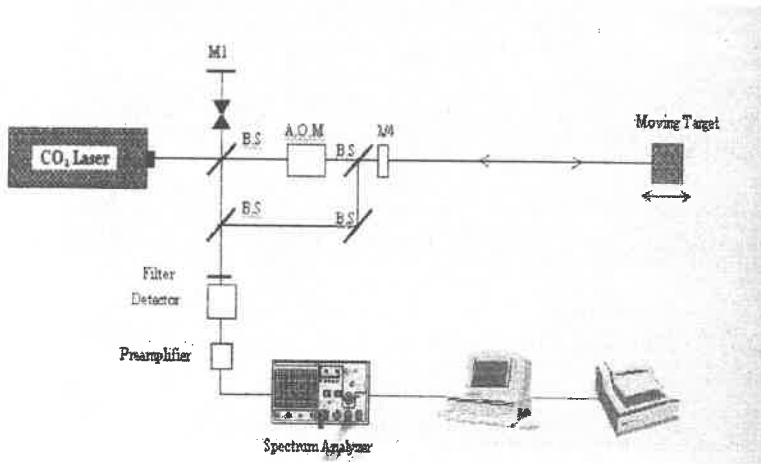 M1
B.S
A.O.M
B.S
λ/4
Moving Target
CO₂ Laser
B.S
B.S
Filter
Detector
Preamplifier
Spectrum Analyzer